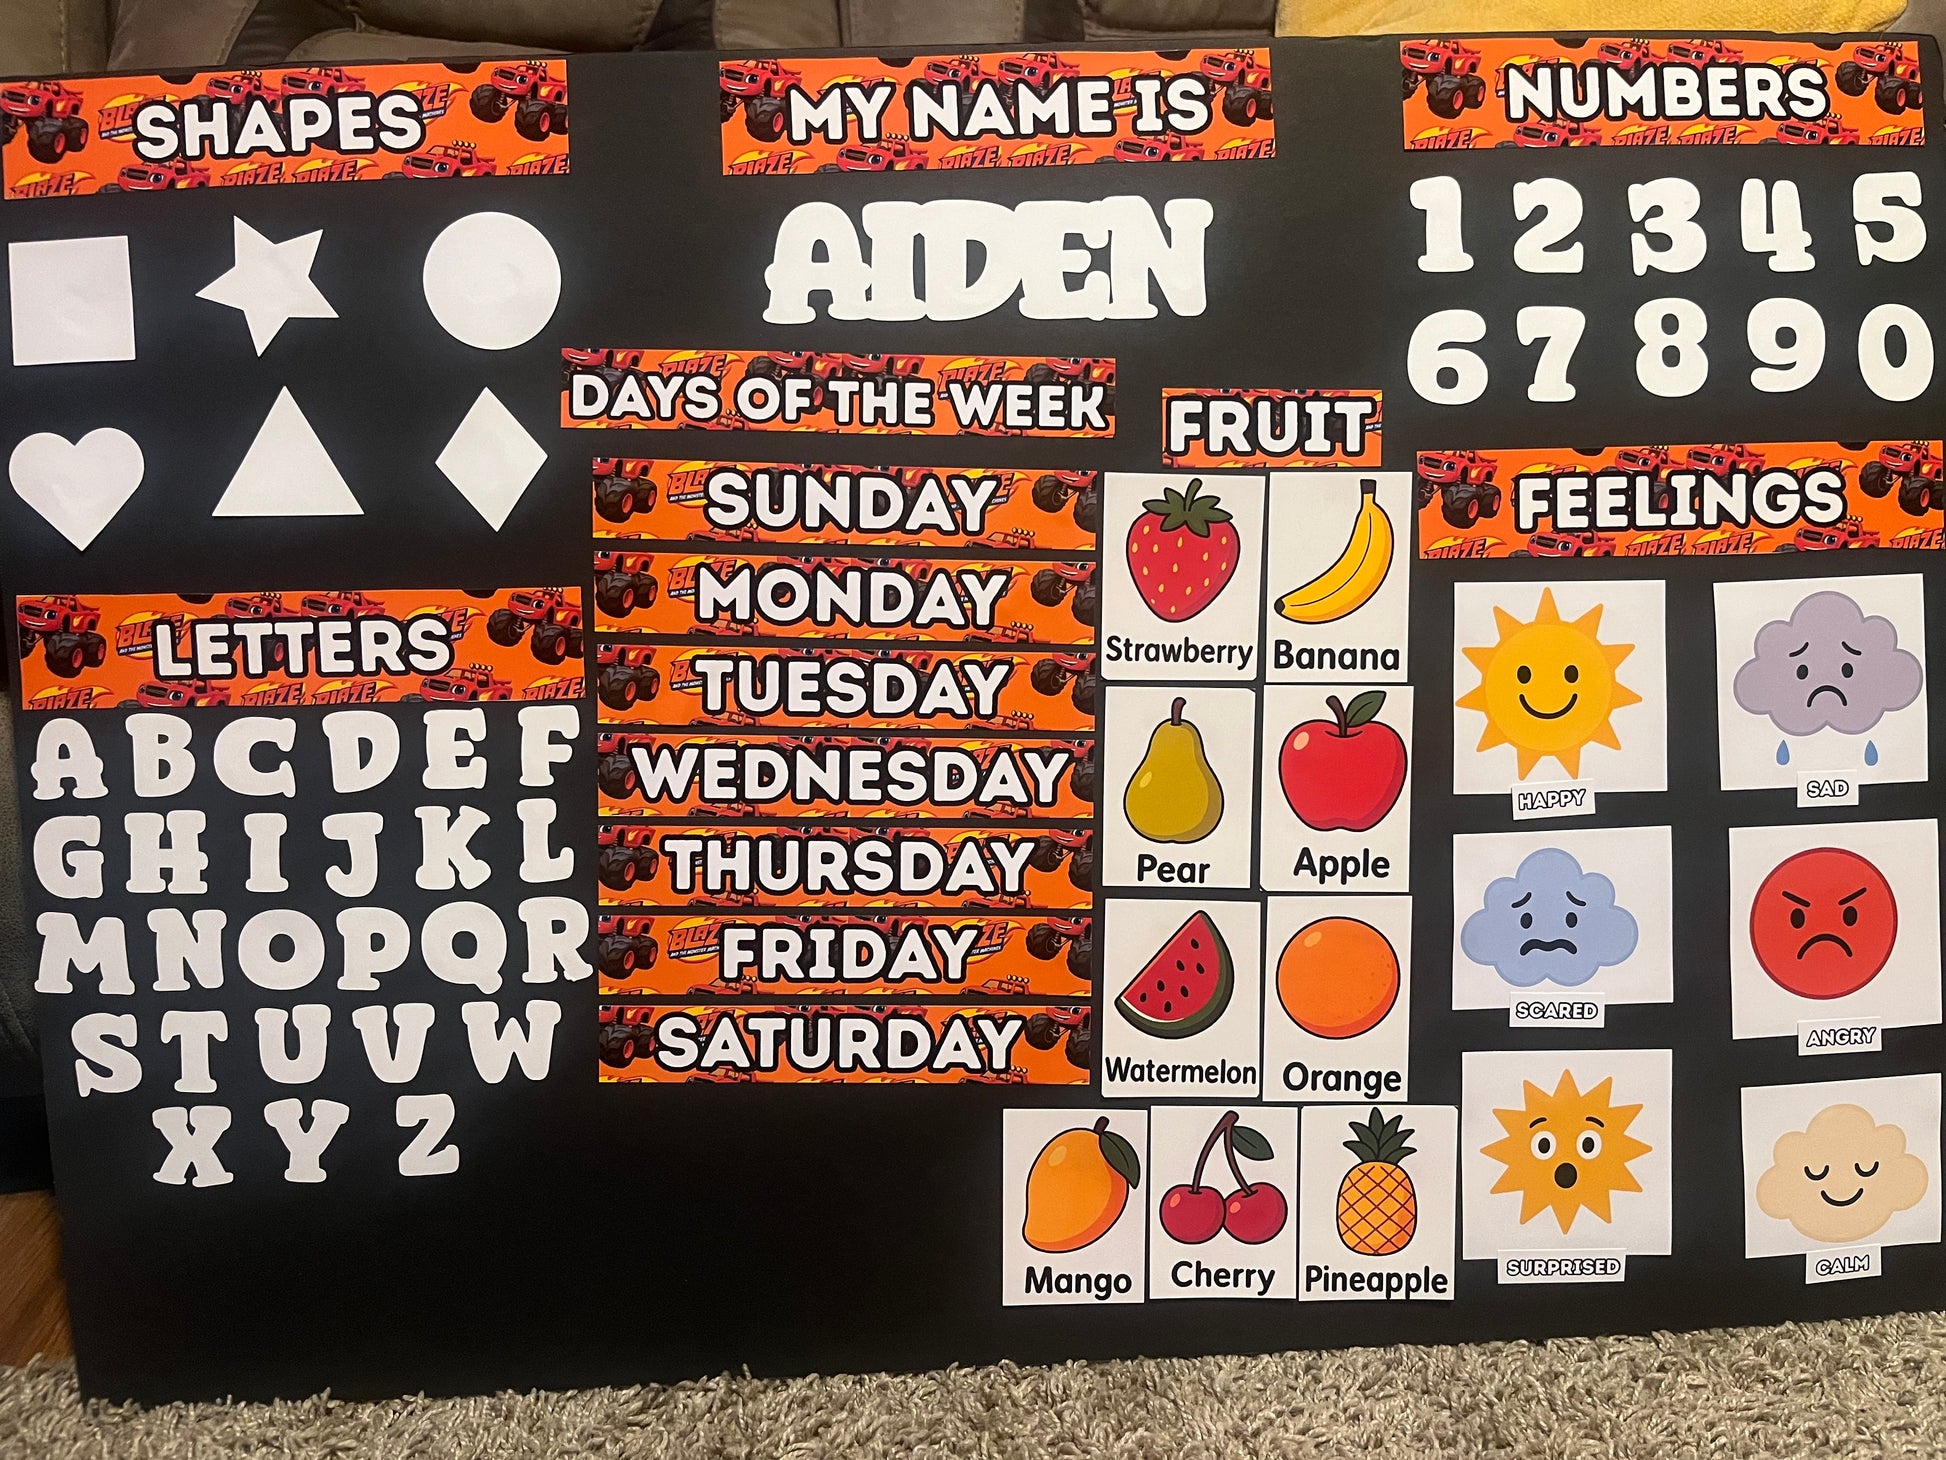 SHAPES
MY NAME IS
AIDEN
NUMBERS
1 2 3 4 5
6 7 8 9 0
LETTERS
A B C D E F
G H I J K L
M N O P Q R
S T U V W
X Y Z
DAYS OF THE WEEK
SUNDAY
MONDAY
TUESDAY
WEDNESDAY
THURSDAY
FRIDAY
SATURDAY
FRUIT
Strawberry Banana
Pear Apple
Watermelon Orange
Mango Cherry Pineapple
FEELINGS
HAPPY SAD
SCARED ANGRY
SURPRISED CALM